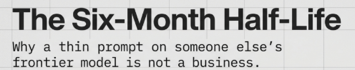 The Six-Month Half-Life
Why a thin prompt on someone else's
frontier model is not a business.